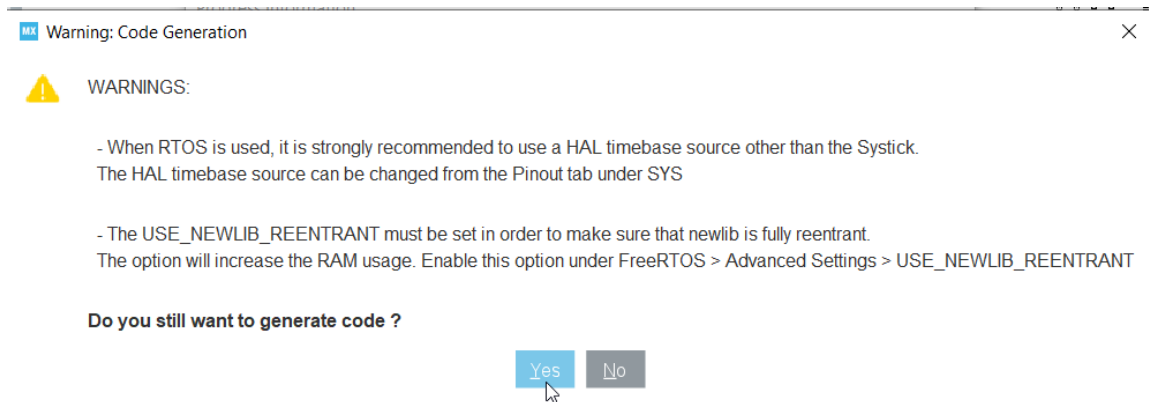 Progress Information
MX Warning: Code Generation
WARNINGS:
- When RTOS is used, it is strongly recommended to use a HAL timebase source other than the Systick.
The HAL timebase source can be changed from the Pinout tab under SYS
- The USE_NEWLIB_REENTRANT must be set in order to make sure that newlib is fully reentrant.
The option will increase the RAM usage. Enable this option under FreeRTOS > Advanced Settings > USE_NEWLIB_REENTRANT
Do you still want to generate code ?
Yes No